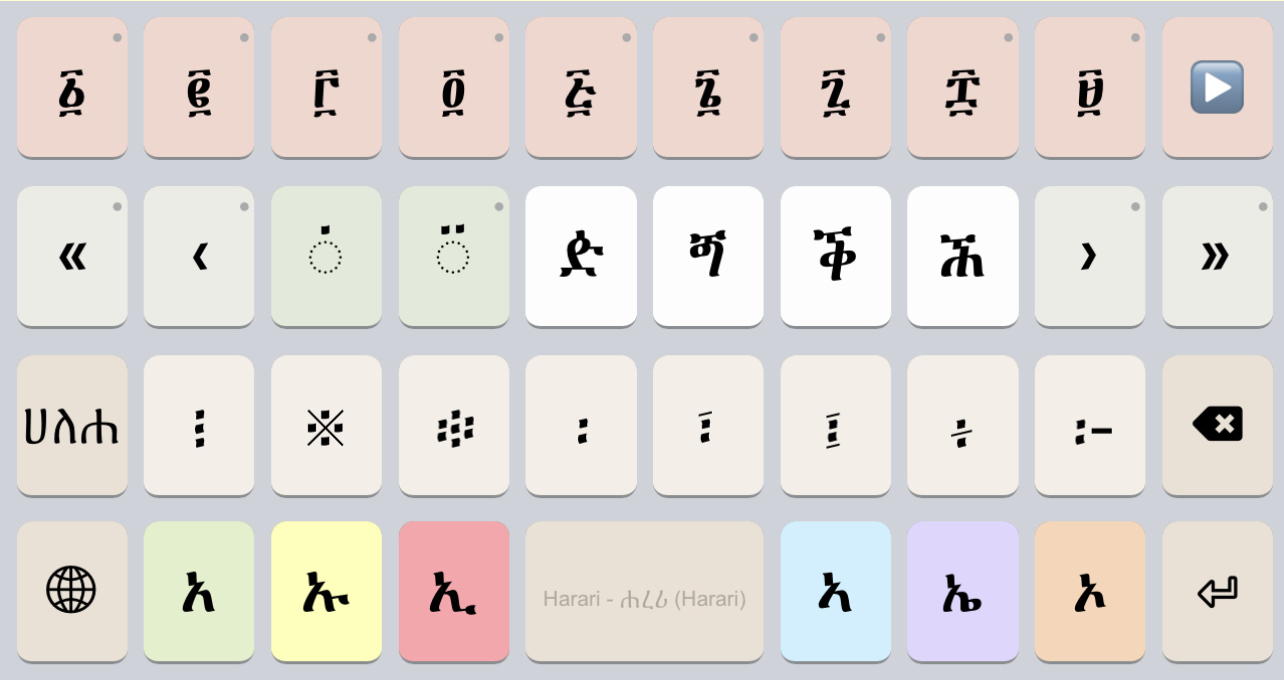 ፩ ፪ ፫ ፬ ፭ ፮ ፯ ፰ ፱ ▶️
« ‹ ◌፞ ◌፟ ድ › »
ሀለሐ ፧ ፠ ፨ ፡ ፣ ፤ ፥ ፦
አ ኡ ኢ Harari - ሐረሪ (Harari) ኣ ኤ ኦ